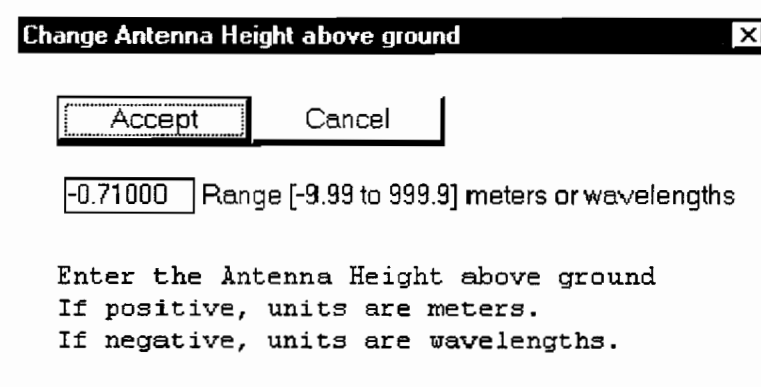 Change Antenna Height above ground
Accept Cancel
-0.71000 Range [-9.99 to 999.9] meters or wavelengths
Enter the Antenna Height above ground
If positive, units are meters.
If negative, units are wavelengths.